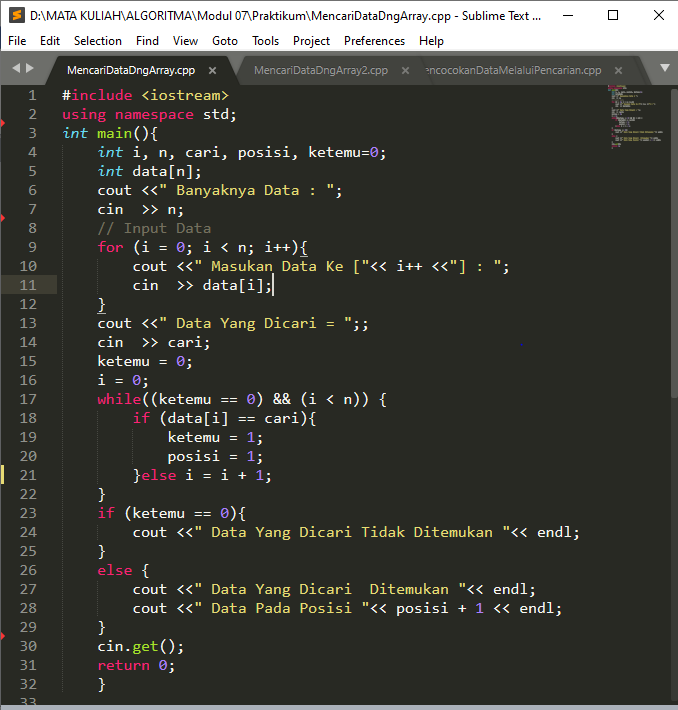 D:\MATA KULIAH\ALGORITMA\Modul 07\Praktikum\MencariDataDngArray.cpp - Sublime Text ...
File Edit Selection Find View Goto Tools Project Preferences Help
MencariDataDngArray.cpp × MencariDataDngArray2.cpp × encocokanDataMelaluiPencarian.cpp ×
1 #include <iostream>
2 using namespace std;
3 int main(){
4 int i, n, cari, posisi, ketemu=0;
5 int data[n];
6 cout <<" Banyaknya Data : ";
7 cin  >> n;
8 // Input Data
9 for (i = 0; i < n; i++){
10 cout <<" Masukan Data Ke ["<< i++ <<"] : ";
11 cin  >> data[i];
12 }
13 cout <<" Data Yang Dicari = ";;
14 cin  >> cari;
15 ketemu = 0;
16 i = 0;
17 while((ketemu == 0) && (i < n)) {
18 if (data[i] == cari){
19 ketemu = 1;
20 posisi = 1;
21 }else i = i + 1;
22 }
23 if (ketemu == 0){
24 cout <<" Data Yang Dicari Tidak Ditemukan "<< endl;
25 }
26 else {
27 cout <<" Data Yang Dicari  Ditemukan "<< endl;
28 cout <<" Data Pada Posisi "<< posisi + 1 << endl;
29 }
30 cin.get();
31 return 0;
32 }
33